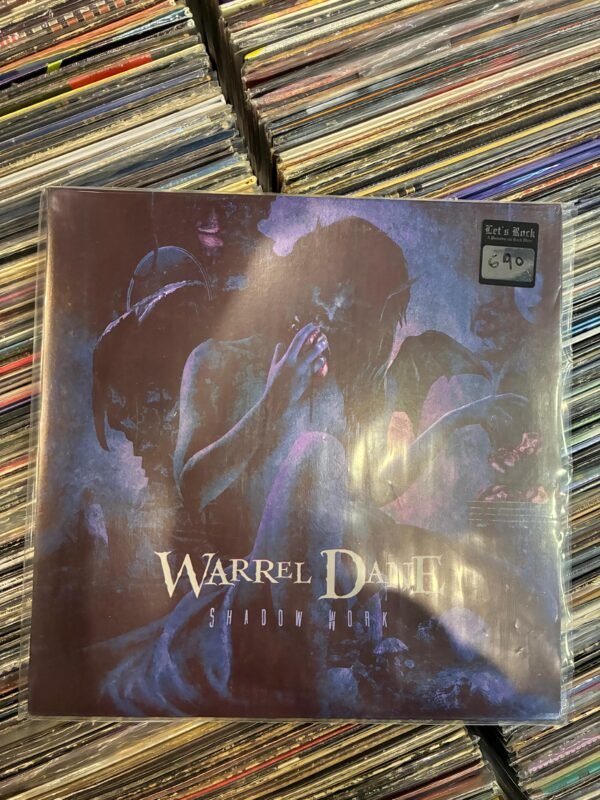 Let's Rock
690
WARREL DANE
SHADOW WORK